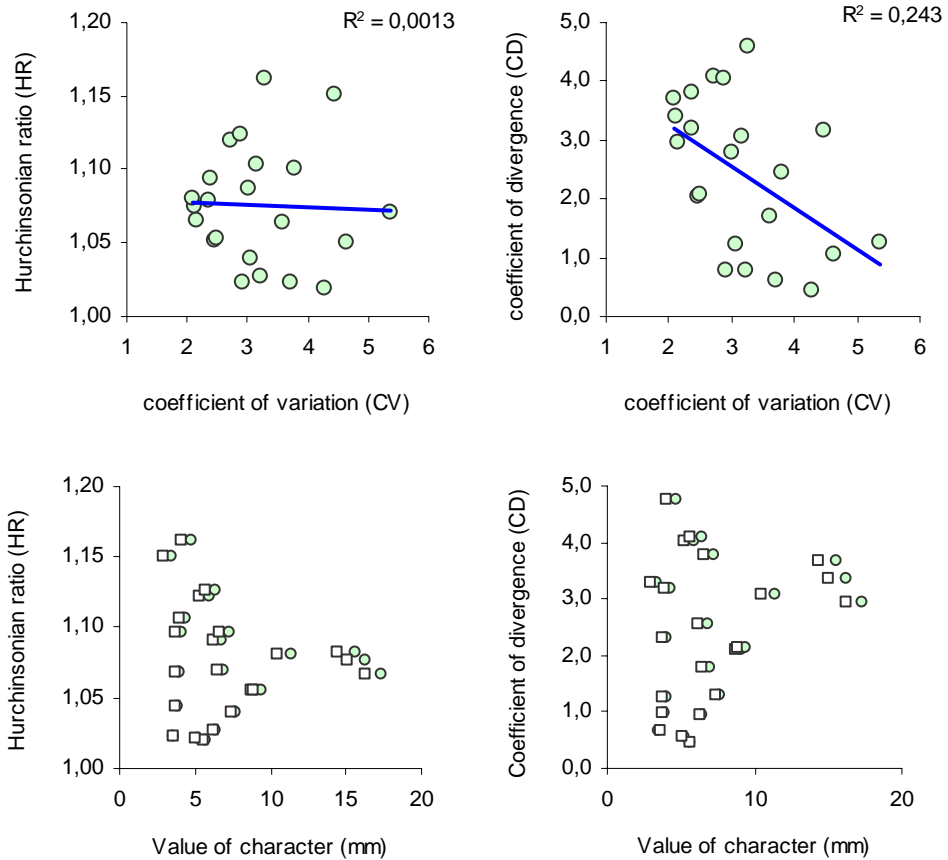 R² = 0,0013
Hurchinsonian ratio (HR)
1,20
1,15
1,10
1,05
1,00
1 2 3 4 5 6
coefficient of variation (CV)
R² = 0,243
coefficient of divergence (CD)
5,0
4,0
3,0
2,0
1,0
0,0
1 2 3 4 5 6
coefficient of variation (CV)
Hurchinsonian ratio (HR)
1,20
1,15
1,10
1,05
1,00
0 5 10 15 20
Value of character (mm)
Coefficient of divergence (CD)
5,0
4,0
3,0
2,0
1,0
0,0
0 10 20
Value of character (mm)